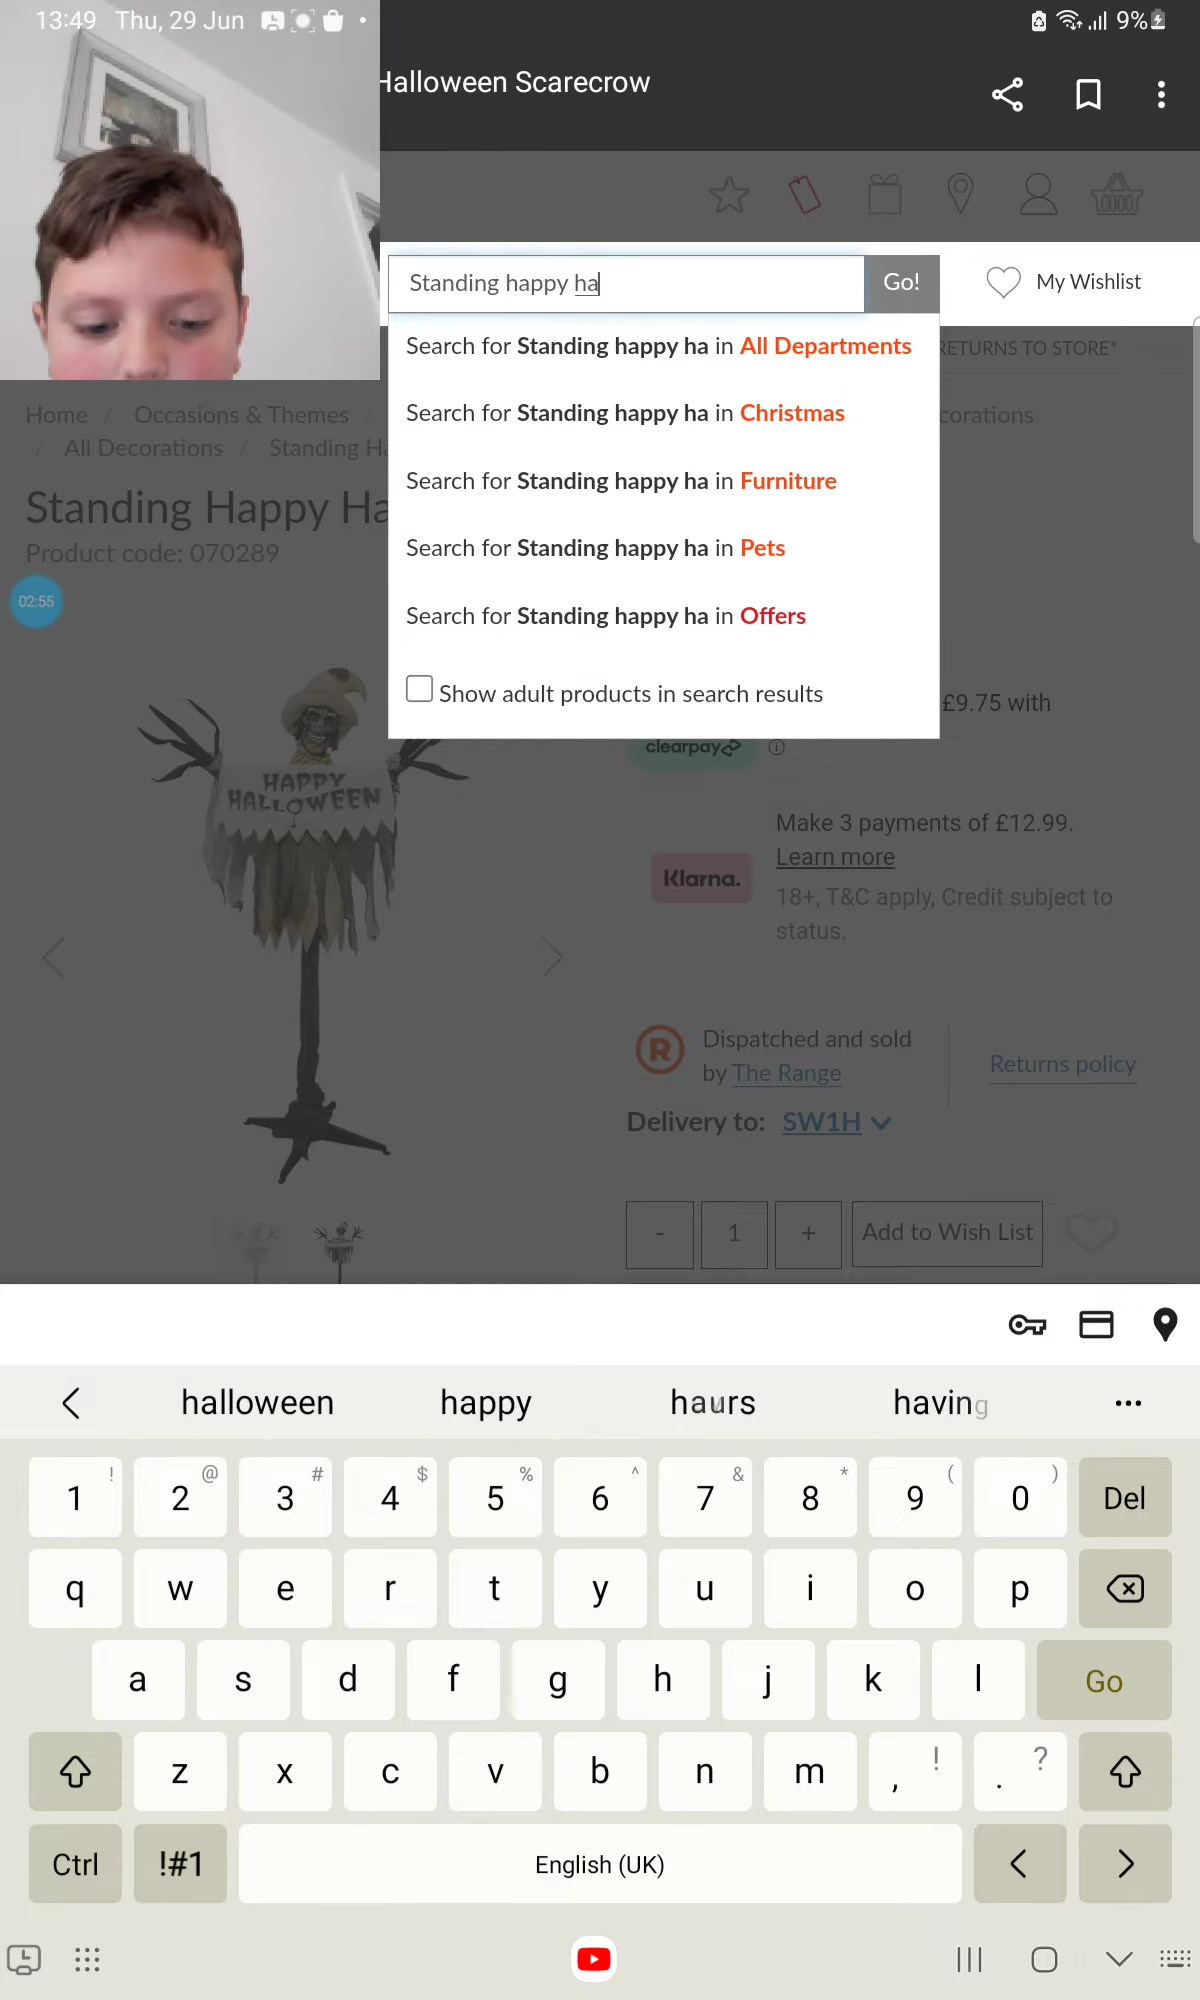 13:49 Thu, 29 Jun
9%
Halloween Scarecrow
Standing happy ha
Go!
My Wishlist
Search for Standing happy ha in All Departments
RETURNS TO STORE*
Search for Standing happy ha in Christmas
Search for Standing happy ha in Furniture
Search for Standing happy ha in Pets
Search for Standing happy ha in Offers
Show adult products in search results
Home / Occasions & Themes /
corations
/ All Decorations / Standing Ha
Standing Happy Ha
Product code: 070289
02:55
HAPPY
HALLOWEEN
£9.75 with
clearpay
Make 3 payments of £12.99.
Learn more
Klarna.
18+, T&C apply, Credit subject to
status.
R
Dispatched and sold
by The Range
Returns policy
Delivery to: SW1H
- 1 +
Add to Wish List
halloween happy having
1 ! 2 @ 3 # 4 $ 5 % 6 ^ 7 & 8 * 9 ( 0 ) Del
q w e r t y u i o p
a s d f g h j k l Go
z x c v b n m , ! . ?
Ctrl !#1 English (UK) < >